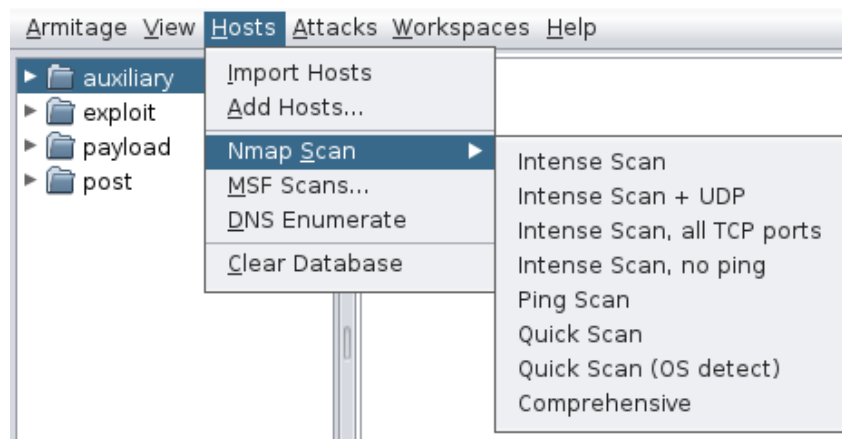 Armitage View Hosts Attacks Workspaces Help
auxiliary
exploit
payload
post
Import Hosts
Add Hosts...
Nmap Scan
MSF Scans...
DNS Enumerate
Clear Database
Intense Scan
Intense Scan + UDP
Intense Scan, all TCP ports
Intense Scan, no ping
Ping Scan
Quick Scan
Quick Scan (OS detect)
Comprehensive